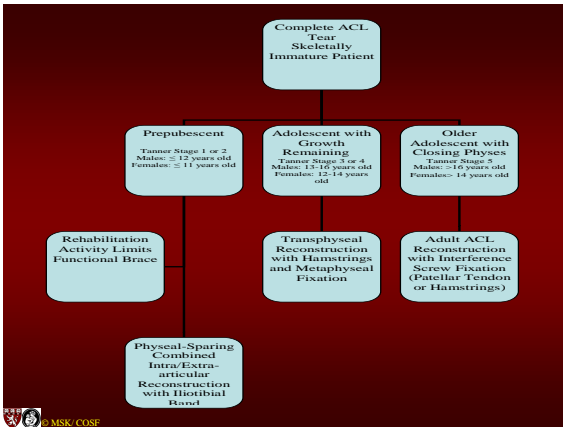 Complete ACL
Tear
Skeletally
Immature Patient
Prepubescent
Tanner Stage 1 or 2
Males: ≤ 12 years old
Females: ≤ 11 years old
Adolescent with
Growth
Remaining
Tanner Stage 3 or 4
Males: 13-16 years old
Females: 12-14 years
old
Older
Adolescent with
Closing Physes
Tanner Stage 5
Males: >16 years old
Females> 14 years old
Rehabilitation
Activity Limits
Functional Brace
Transphyseal
Reconstruction
with Hamstrings
and Metaphyseal
Fixation
Adult ACL
Reconstruction
with Interference
Screw Fixation
(Patellar Tendon
or Hamstrings)
Physeal-Sparing
Combined
Intra/Extra-
articular
Reconstruction
with Iliotibial
Band
© MSK/ COSF